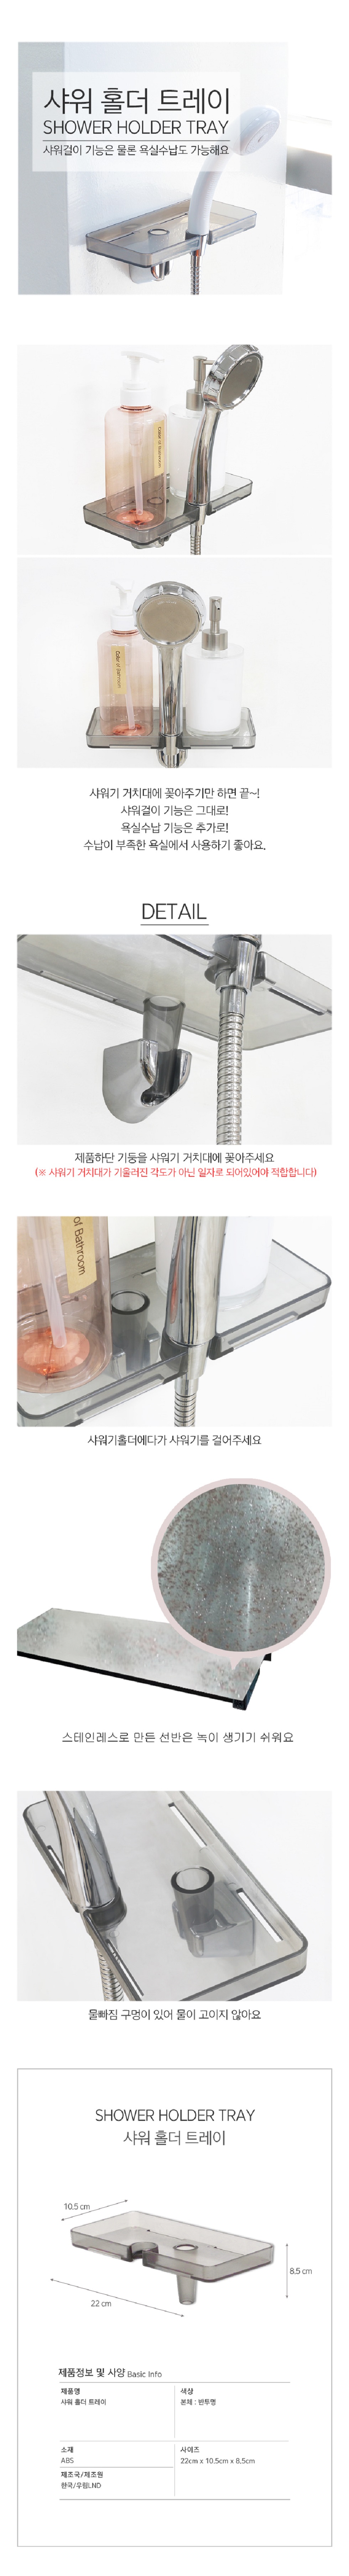 샤워 홀더 트레이
SHOWER HOLDER TRAY
샤워걸이 기능은 물론 욕실수납도 가능해요
Color of Bathroom
Color of Bathroom
샤워기 거치대에 꽂아주기만 하면 끝~!
샤워걸이 기능은 그대로!
욕실수납 기능은 추가로!
수납이 부족한 욕실에서 사용하기 좋아요.
DETAIL
제품하단 기둥을 샤워기 거치대에 꽂아주세요
(※ 샤워기 거치대가 기울러진 각도가 아닌 일자로 되어있어야 적합합니다)
of Bathroom
샤워기홀더에다가 샤워기를 걸어주세요
스테인레스로 만든 선반은 녹이 생기기 쉬워요
물빠짐 구멍이 있어 물이 고이지 않아요
SHOWER HOLDER TRAY
샤워 홀더 트레이
10.5 cm
8.5 cm
22 cm
제품정보 및 사양 Basic Info
제품명
샤워 홀더 트레이
색상
본체 : 반투명
소재
ABS
사이즈
22cm x 10.5cm x 8.5cm
제조국/제조원
한국/우림LND